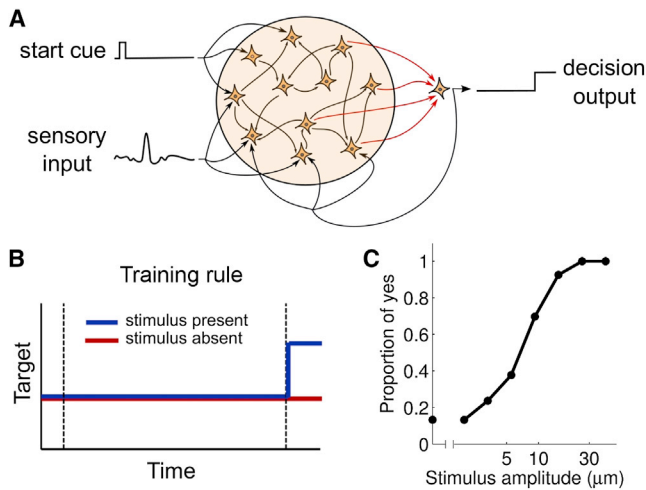 A
start cue
decision
output
sensory
input
B
Training rule
stimulus present
stimulus absent
Target
Time
C
Proportion of yes
1
0.8
0.6
0.4
0.2
0
5
10
30
Stimulus amplitude (μm)